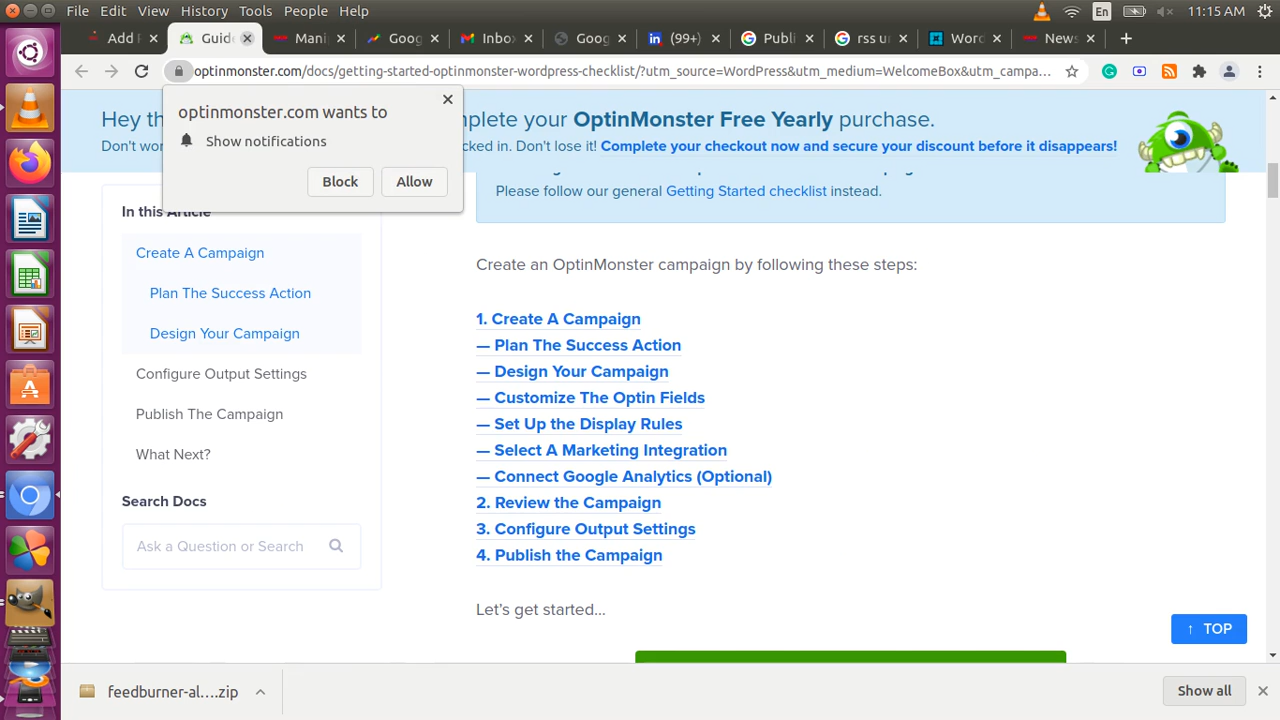 File Edit View History Tools People Help
En
11:15 AM
Add P
Guide
Mani
Goog
Inbo
Goog
(99+)
Publi
rss ur
Word
News
optinmonster.com/docs/getting-started-optinmonster-wordpress-checklist/?utm_source=WordPress&utm_medium=WelcomeBox&utm_campa...
optinmonster.com wants to
Show notifications
Block
Allow
Hey th
mplete your OptinMonster Free Yearly purchase.
Don't wor
cked in. Don't lose it! Complete your checkout now and secure your discount before it disappears!
Please follow our general Getting Started checklist instead.
In this Article
Create A Campaign
Plan The Success Action
Design Your Campaign
Configure Output Settings
Publish The Campaign
What Next?
Search Docs
Ask a Question or Search
Create an OptinMonster campaign by following these steps:
1. Create A Campaign
— Plan The Success Action
— Design Your Campaign
— Customize The Optin Fields
— Set Up the Display Rules
— Select A Marketing Integration
— Connect Google Analytics (Optional)
2. Review the Campaign
3. Configure Output Settings
4. Publish the Campaign
Let's get started...
↑ TOP
feedburner-al....zip
Show all